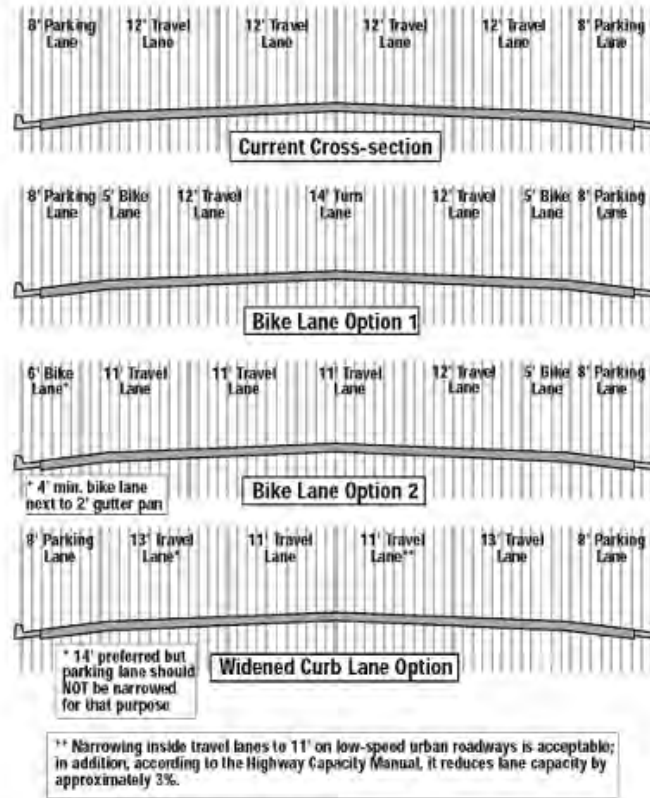 8' Parking Lane 12' Travel Lane 12' Travel Lane 12' Travel Lane 12' Travel Lane 8' Parking Lane
Current Cross-section
8' Parking Lane 5' Bike Lane 12' Travel Lane 14' Turn Lane 12' Travel Lane 5' Bike Lane 8' Parking Lane
Bike Lane Option 1
6' Bike Lane* 11' Travel Lane 11' Travel Lane 11' Travel Lane 12' Travel Lane 5' Bike Lane 8' Parking Lane
* 4' min. bike lane
next to 2' gutter pan
Bike Lane Option 2
8' Parking Lane 13' Travel Lane* 11' Travel Lane 11' Travel Lane** 13' Travel Lane 8' Parking Lane
* 14' preferred but
parking lane should
NOT be narrowed
for that purpose
Widened Curb Lane Option
** Narrowing inside travel lanes to 11' on low-speed urban roadways is acceptable;
in addition, according to the Highway Capacity Manual, it reduces lane capacity by
approximately 3%.